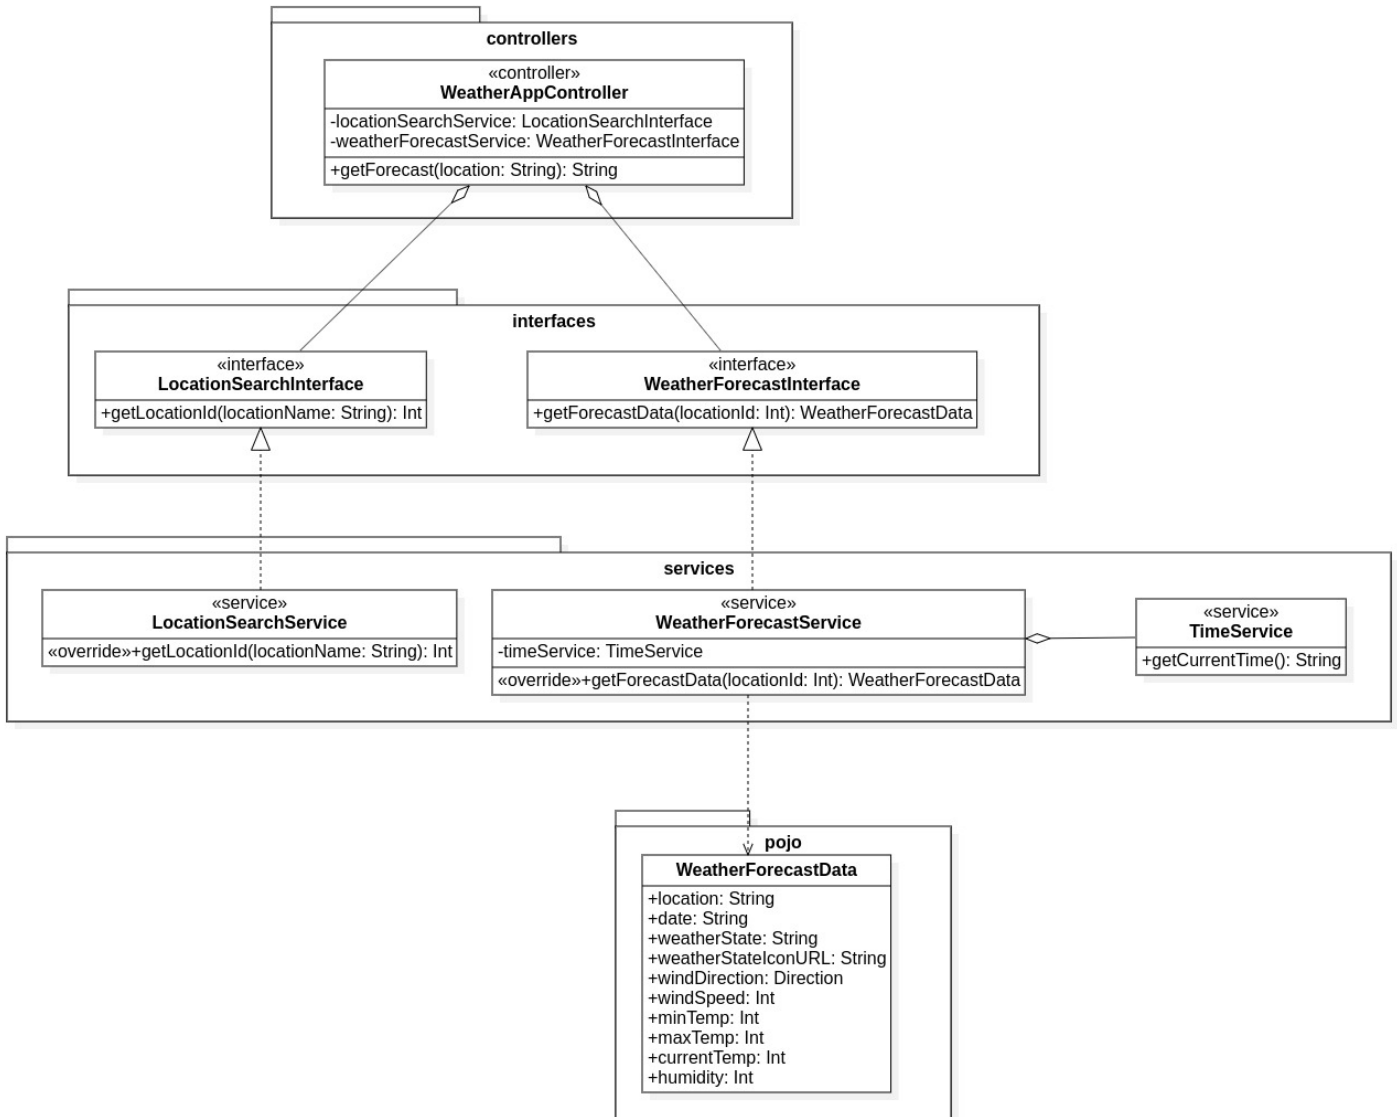 controllers
«controller»
WeatherAppController
-locationSearchService: LocationSearchInterface
-weatherForecastService: WeatherForecastInterface
+getForecast(location: String): String
interfaces
«interface»
LocationSearchInterface
+getLocationId(locationName: String): Int
«interface»
WeatherForecastInterface
+getForecastData(locationId: Int): WeatherForecastData
services
«service»
LocationSearchService
«override»+getLocationId(locationName: String): Int
«service»
WeatherForecastService
-timeService: TimeService
«override»+getForecastData(locationId: Int): WeatherForecastData
«service»
TimeService
+getCurrentTime(): String
pojo
WeatherForecastData
+location: String
+date: String
+weatherState: String
+weatherStateIconURL: String
+windDirection: Direction
+windSpeed: Int
+minTemp: Int
+maxTemp: Int
+currentTemp: Int
+humidity: Int